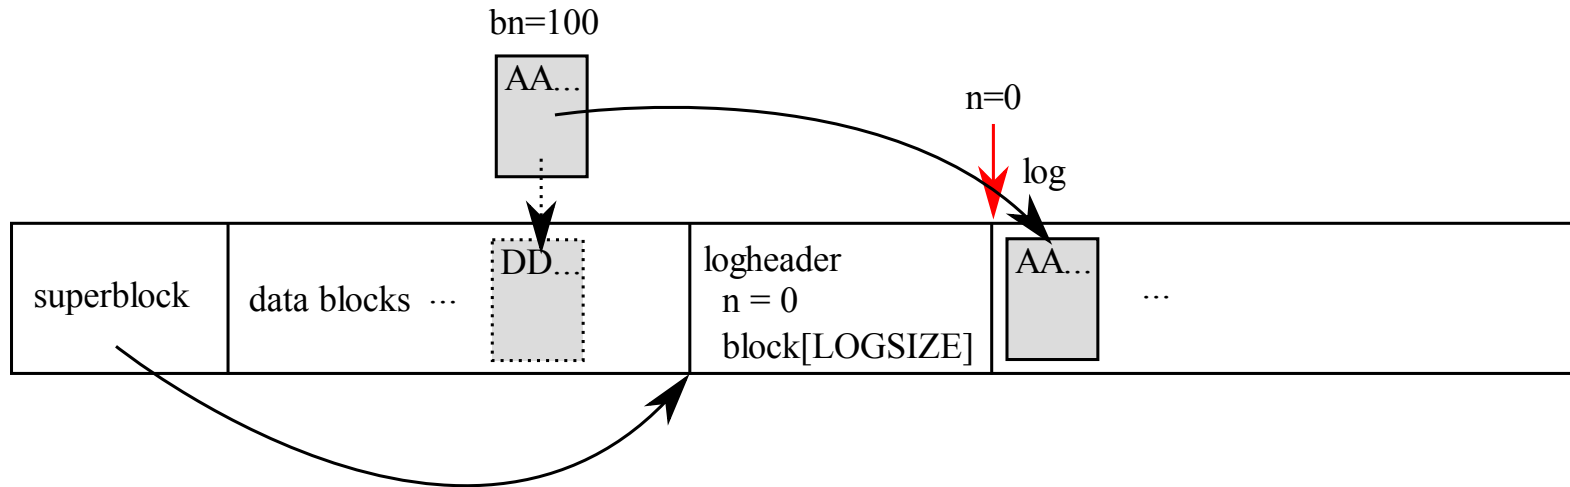 bn=100
AA...
n=0
log
superblock
data blocks ...
DD...
logheader
n = 0
block[LOGSIZE]
AA...
...